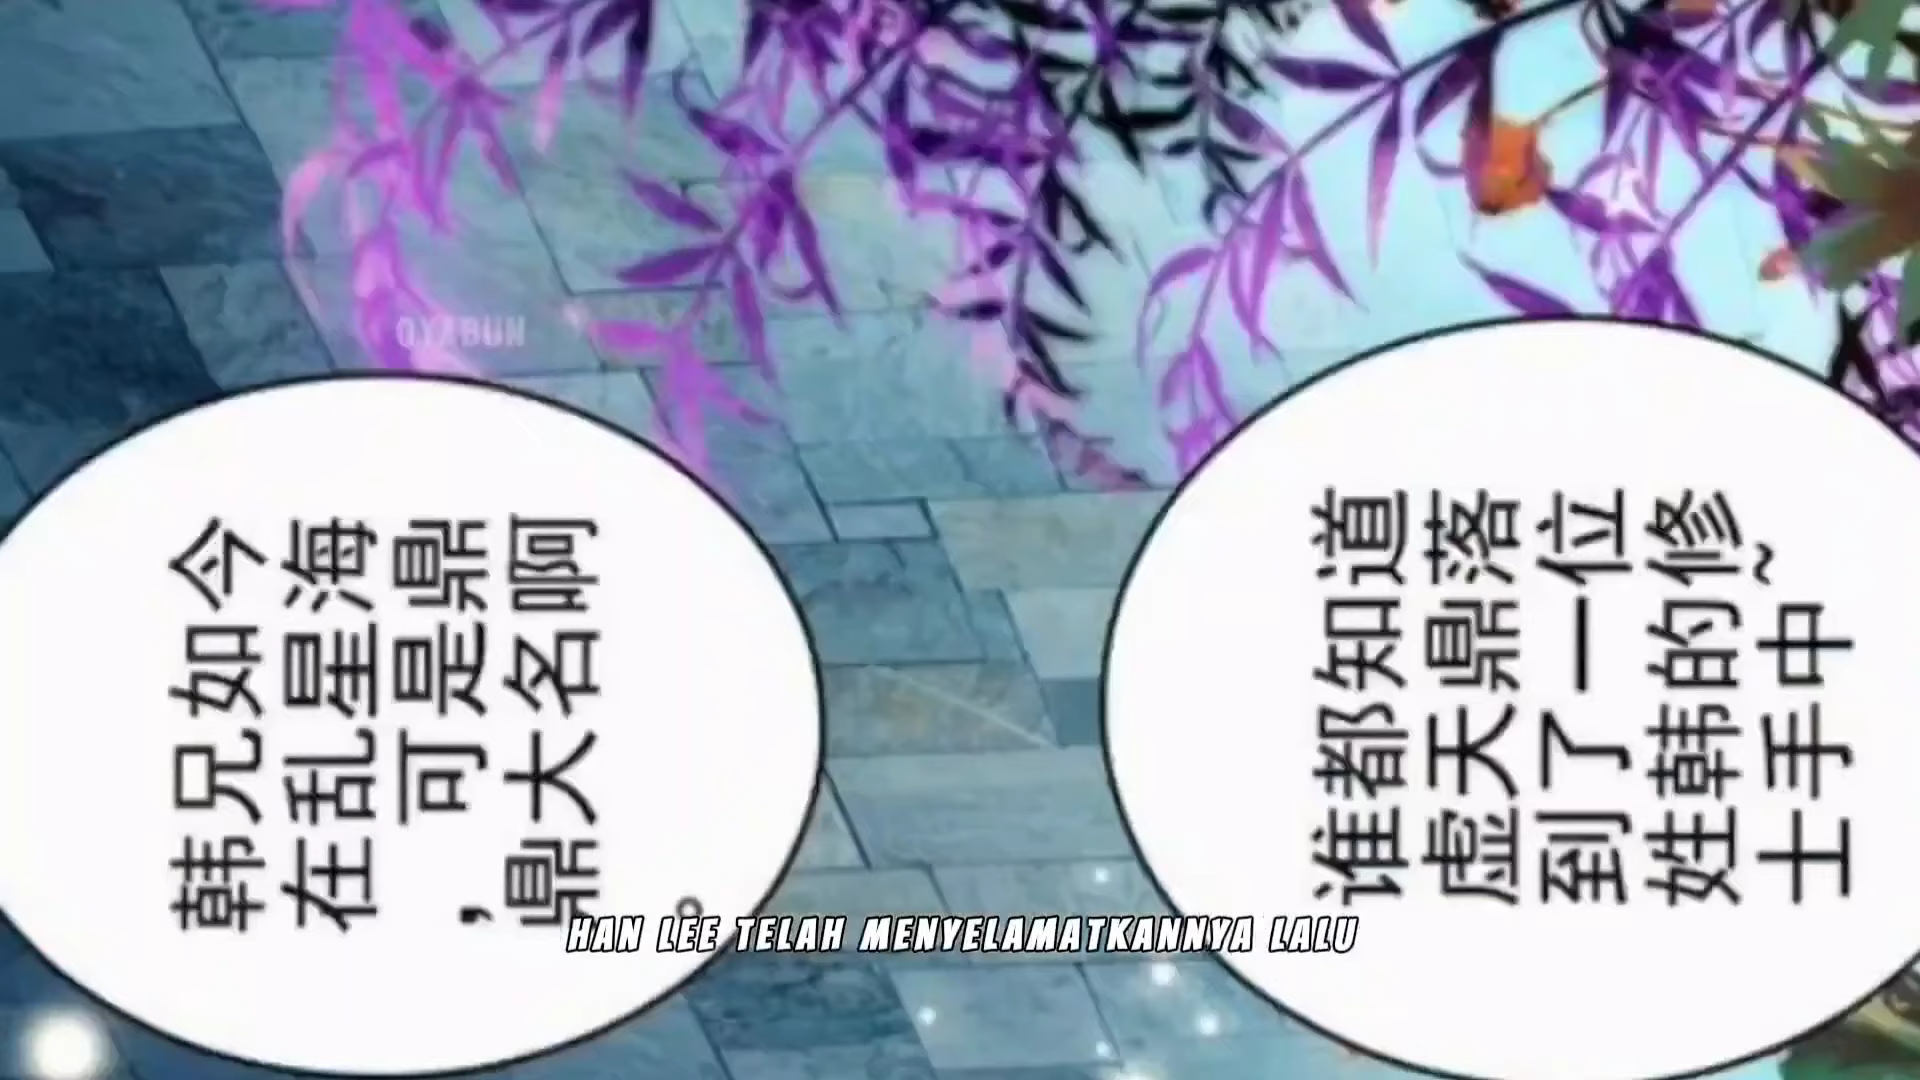 OYABUN
韩兄如今
在乱星海
，可是鼎
鼎大名啊
。
谁都知道
虚天鼎落
到了一位
姓韩的修
士手中~
HAN LEE TELAH MENYELAMATKANNYA LALU